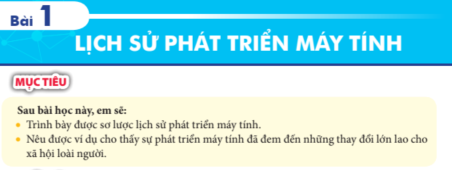 Bài 1
LỊCH SỬ PHÁT TRIỂN MÁY TÍNH
MỤC TIÊU
Sau bài học này, em sẽ:
• Trình bày được sơ lược lịch sử phát triển máy tính.
• Nêu được ví dụ cho thấy sự phát triển máy tính đã đem đến những thay đổi lớn lao cho
xã hội loài người.